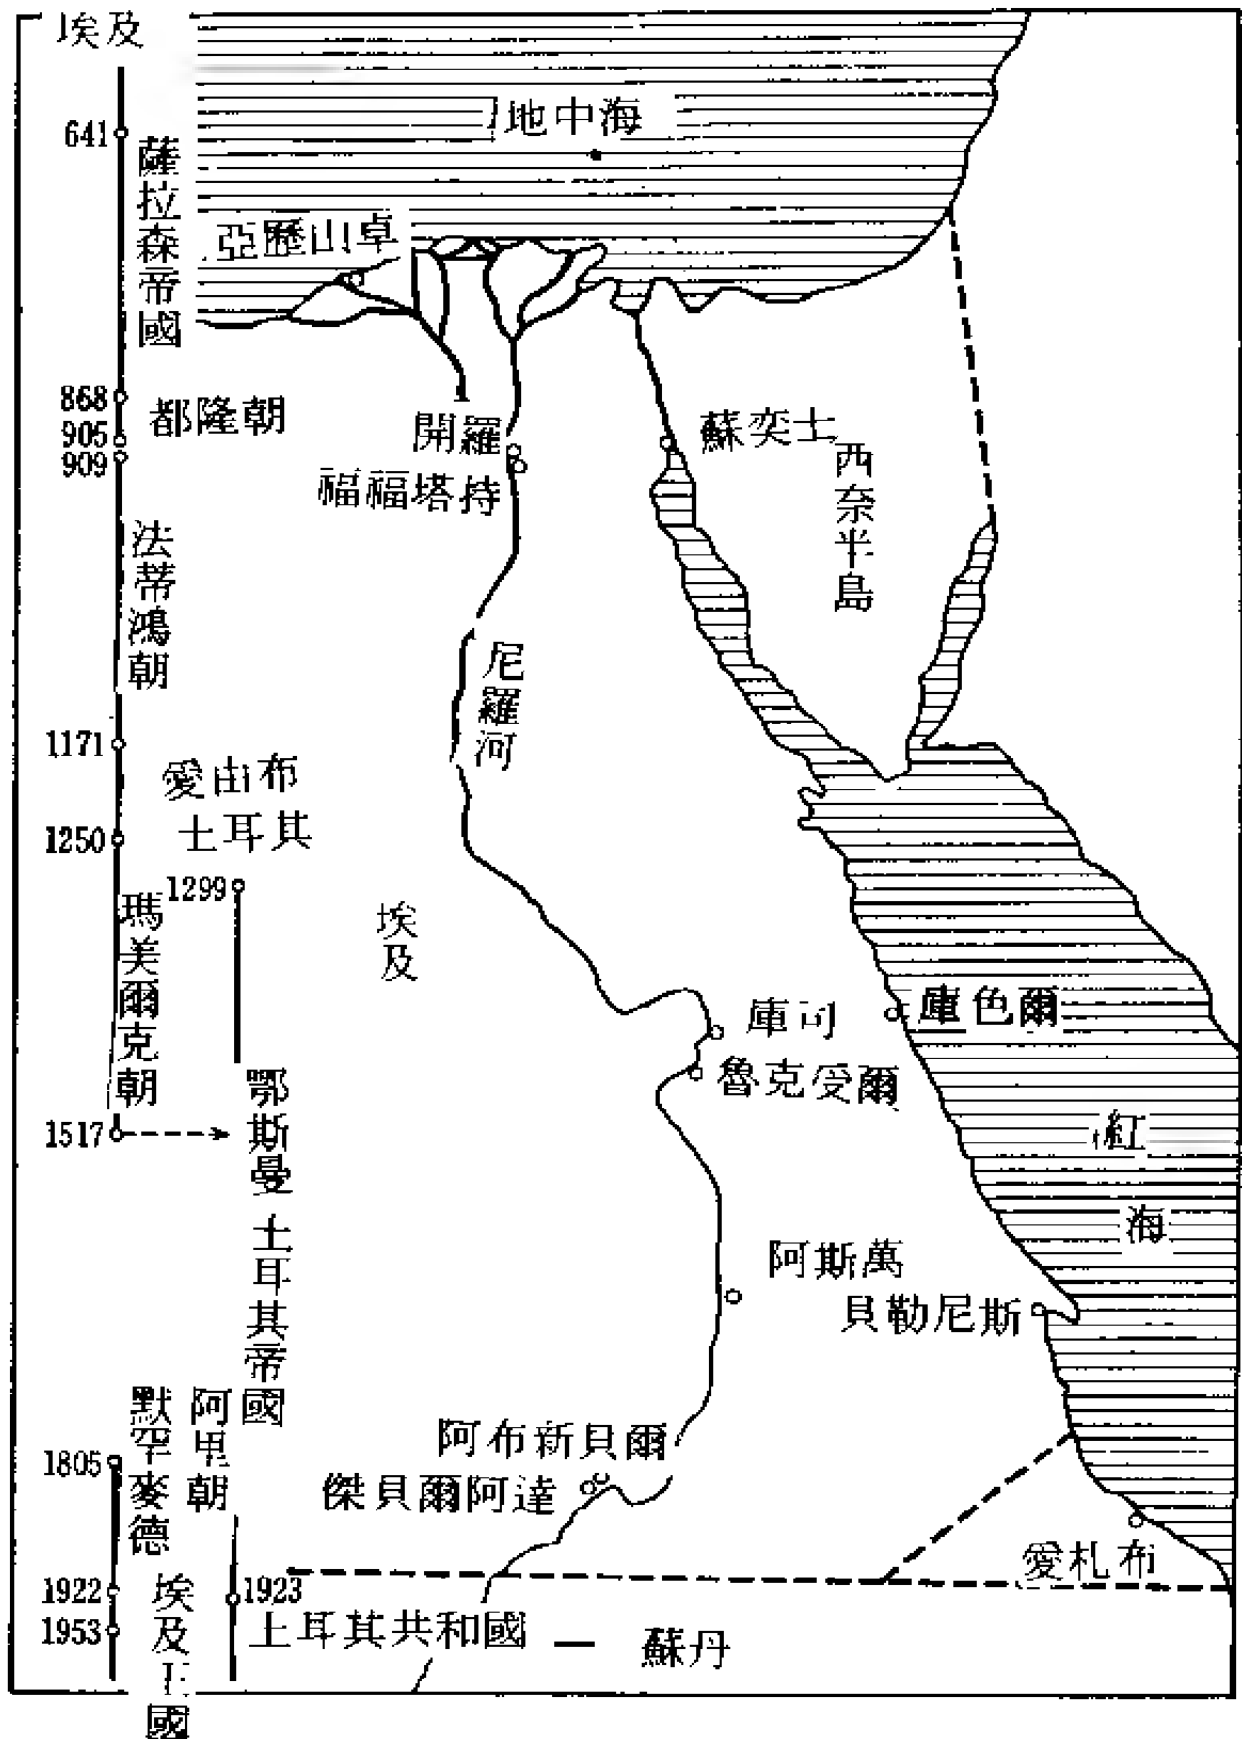 埃及
641
薩拉森帝國
868
都隆朝
905
909
法蒂鴻朝
1171
愛由布
土耳其
1250
1299
瑪美爾克朝
1517
鄂斯曼土耳其帝國
默罕麥德
阿里朝
1805
1922
1923
1953
埃及王國
土耳其共和國
地中海
亞歷山卓
開羅
福福塔持
蘇奕士
西奈半島
尼羅河
埃及
庫司
庫色爾
魯克受爾
紅海
阿斯萬
貝勒尼斯
阿布新貝爾
傑貝爾阿達
愛札布
蘇丹